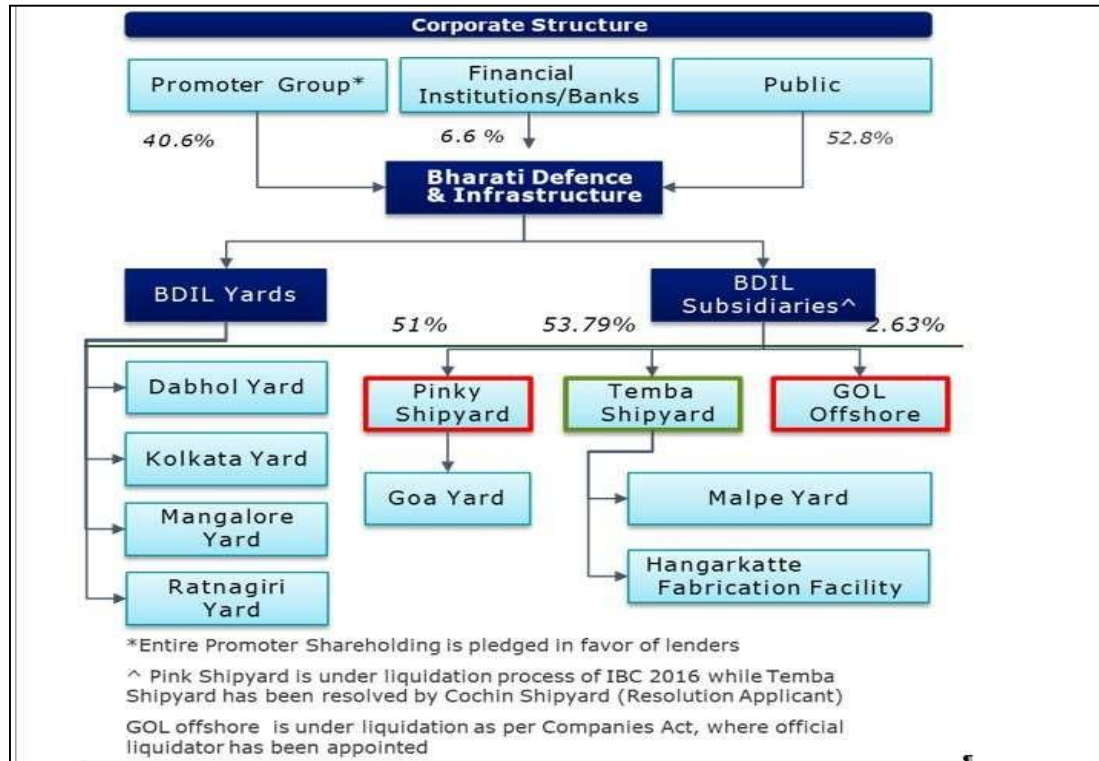 Corporate Structure
Promoter Group*
Financial
Institutions/Banks
Public
40.6%
6.6 %
52.8%
Bharati Defence
& Infrastructure
BDIL Yards
BDIL
Subsidiaries^
51%
53.79%
2.63%
Dabhol Yard
Pinky
Shipyard
Temba
Shipyard
GOL
Offshore
Kolkata Yard
Goa Yard
Malpe Yard
Mangalore
Yard
Hangarkatte
Fabrication Facility
Ratnagiri
Yard
*Entire Promoter Shareholding is pledged in favor of lenders
^ Pink Shipyard is under liquidation process of IBC 2016 while Temba
Shipyard has been resolved by Cochin Shipyard (Resolution Applicant)
GOL offshore is under liquidation as per Companies Act, where official
liquidator has been appointed